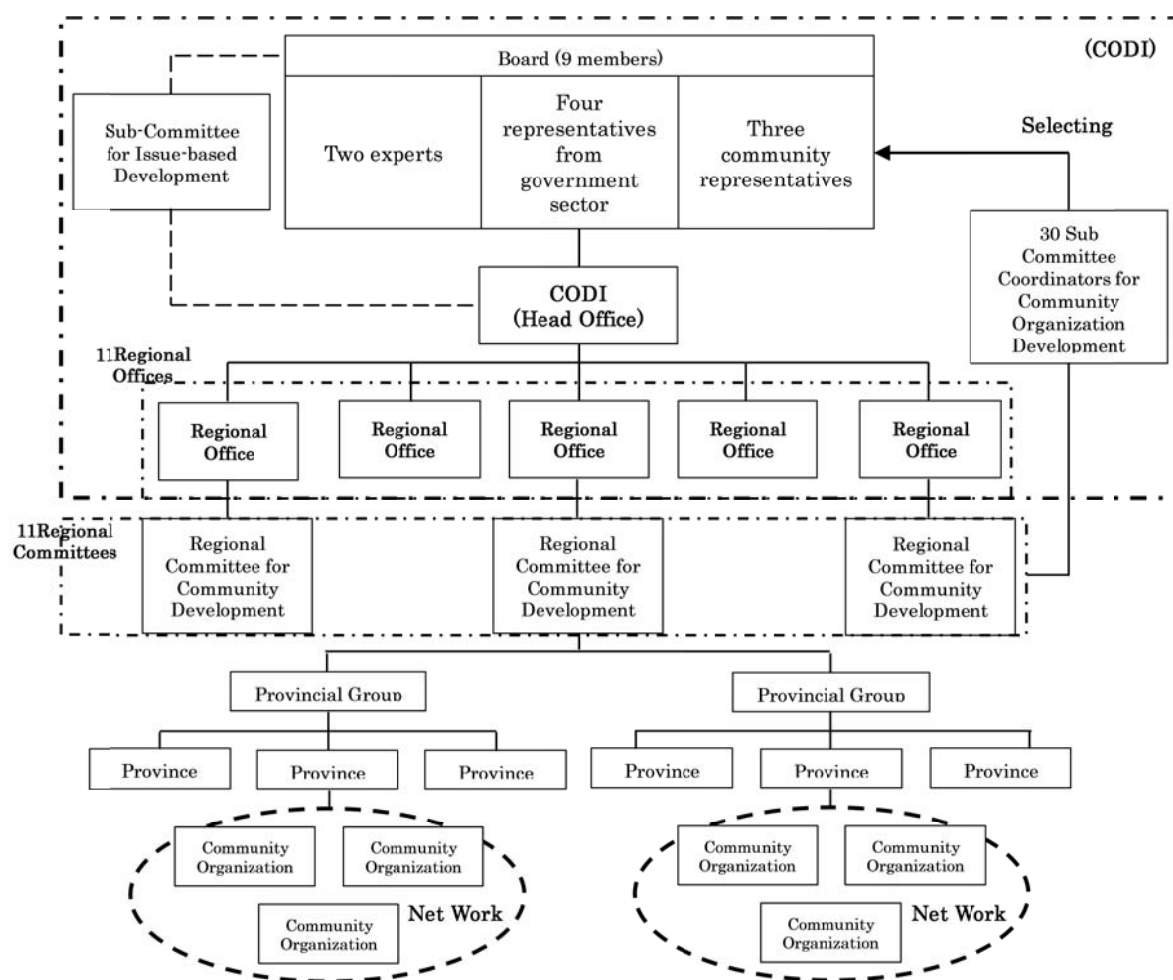 (CODI)
Board (9 members)
Sub-Committee
for Issue-based
Development
Two experts
Four
representatives
from
government
sector
Three
community
representatives
Selecting
30 Sub
Committee
Coordinators for
Community
Organization
Development
CODI
(Head Office)
11Regional
Offices
Regional
Office
Regional
Office
Regional
Office
Regional
Office
Regional
Office
11Regional
Committees
Regional
Committee for
Community
Development
Regional
Committee for
Community
Development
Regional
Committee for
Community
Development
Provincial Group
Provincial Group
Province
Province
Province
Province
Province
Province
Community
Organization
Community
Organization
Community
Organization
Net Work
Community
Organization
Community
Organization
Community
Organization
Net Work